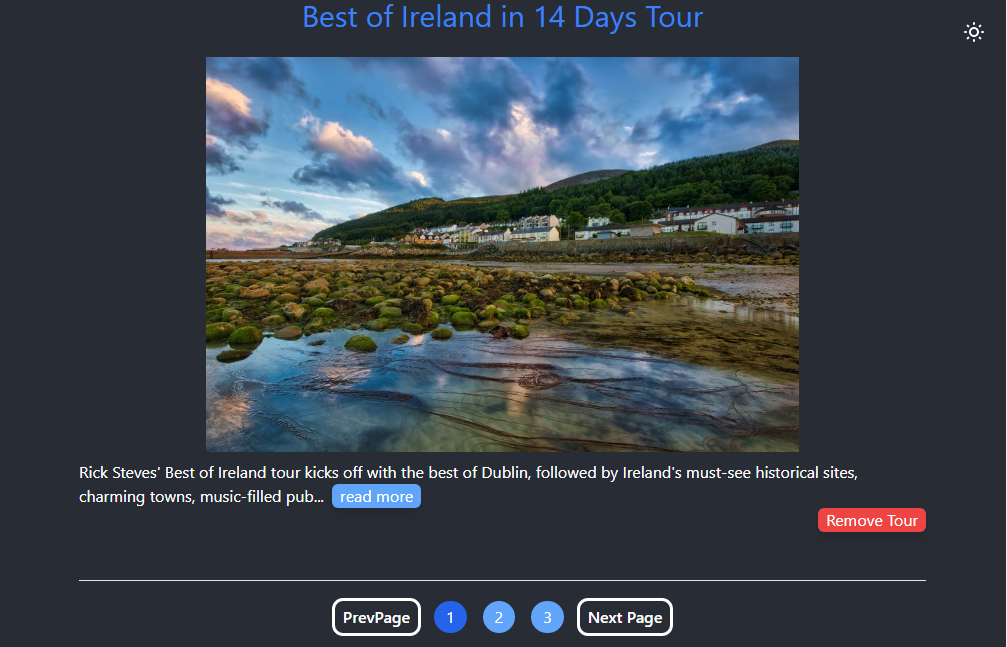 Best of Ireland in 14 Days Tour
Rick Steves' Best of Ireland tour kicks off with the best of Dublin, followed by Ireland's must-see historical sites,
charming towns, music-filled pub... read more
Remove Tour
PrevPage 1 2 3 Next Page